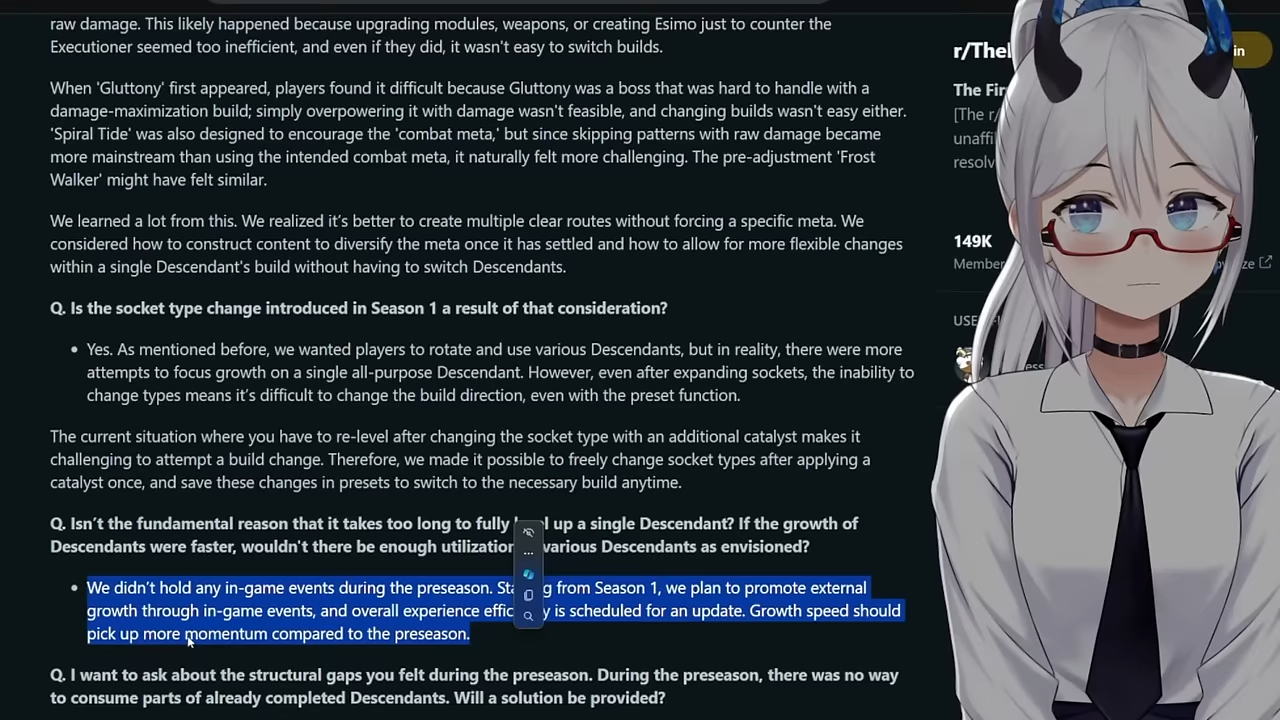 raw damage. This likely happened because upgrading modules, weapons, or creating Esimo just to counter the
Executioner seemed too inefficient, and even if they did, it wasn't easy to switch builds.
When 'Gluttony' first appeared, players found it difficult because Gluttony was a boss that was hard to handle with a
damage-maximization build; simply overpowering it with damage wasn't feasible, and changing builds wasn't easy either.
'Spiral Tide' was also designed to encourage the 'combat meta,' but since skipping patterns with raw damage became
more mainstream than using the intended combat meta, it naturally felt more challenging. The pre-adjustment 'Frost
Walker' might have felt similar.
We learned a lot from this. We realized it's better to create multiple clear routes without forcing a specific meta. We
considered how to construct content to diversify the meta once it has settled and how to allow for more flexible changes
within a single Descendant's build without having to switch Descendants.
Q. Is the socket type change introduced in Season 1 a result of that consideration?
• Yes. As mentioned before, we wanted players to rotate and use various Descendants, but in reality, there were more
attempts to focus growth on a single all-purpose Descendant. However, even after expanding sockets, the inability to
change types means it's difficult to change the build direction, even with the preset function.
The current situation where you have to re-level after changing the socket type with an additional catalyst makes it
challenging to attempt a build change. Therefore, we made it possible to freely change socket types after applying a
catalyst once, and save these changes in presets to switch to the necessary build anytime.
Q. Isn't the fundamental reason that it takes too long to fully up a single Descendant? If the growth of
Descendants were faster, wouldn't there be enough utilization various Descendants as envisioned?
• We didn't hold any in-game events during the preseason. Sta g from Season 1, we plan to promote external
growth through in-game events, and overall experience effic y is scheduled for an update. Growth speed should
pick up more momentum compared to the preseason.
Q. I want to ask about the structural gaps you felt during the preseason. During the preseason, there was no way
to consume parts of already completed Descendants. Will a solution be provided?
r/The
in
The Fir
[The r/
unaffi
resolv
149K
Member
USE